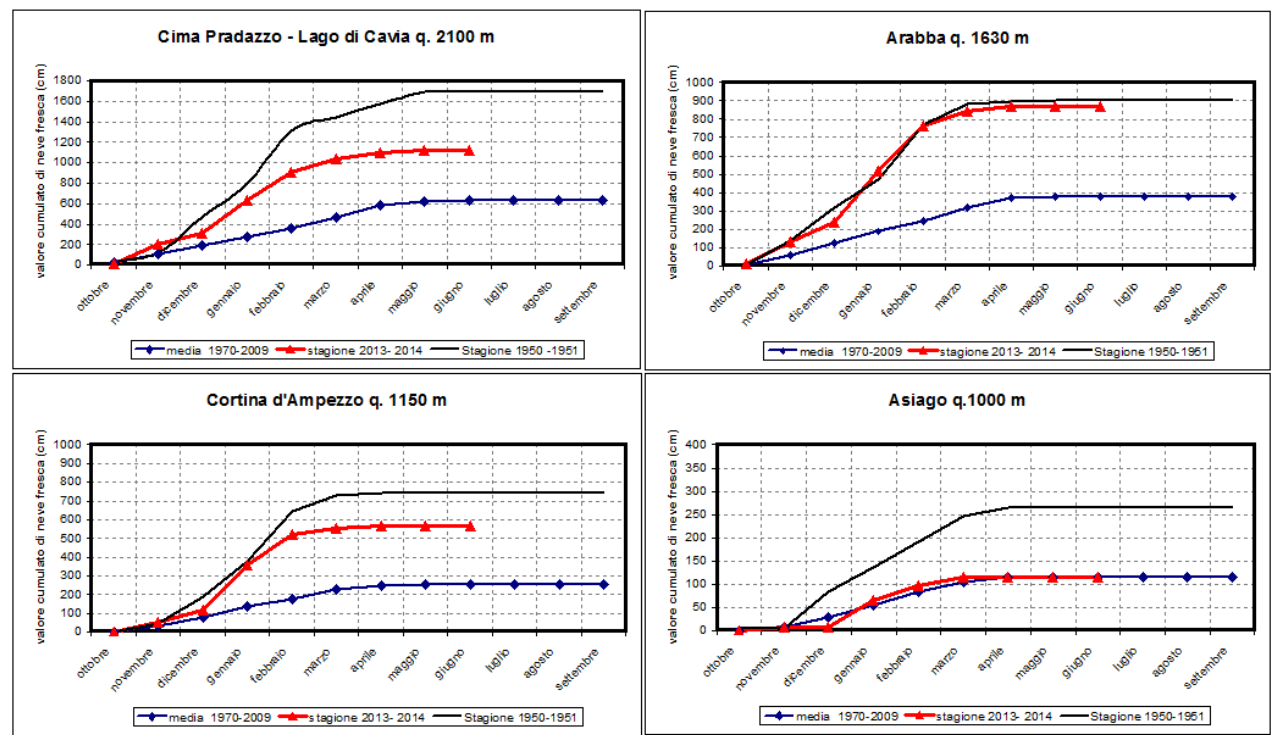 Cima Pradazzo - Lago di Cavia q. 2100 m
valore cumulato di neve fresca (cm)
1800
1600
1400
1200
1000
800
600
400
200
0
ottobre
novembre
dicembre
gennaio
febbraio
marzo
aprile
maggio
giugno
luglio
agosto
settembre
media 1970-2009
stagione 2013- 2014
Stagione 1950 -1951
Arabba q. 1630 m
valore cumulato di neve fresca (cm)
1000
900
800
700
600
500
400
300
200
100
0
ottobre
novembre
dicembre
gennaio
febbraio
marzo
aprile
maggio
giugno
luglio
agosto
settembre
media 1970-2009
stagione 2013- 2014
Stagione 1950-1951
Cortina d'Ampezzo q. 1150 m
valore cumulato di neve fresca (cm)
1000
900
800
700
600
500
400
300
200
100
0
ottobre
novembre
dicembre
gennaio
febbraio
marzo
aprile
maggio
giugno
luglio
agosto
settembre
media 1970-2009
stagione 2013- 2014
Stagione 1950-1951
Asiago q.1000 m
valore cumulato di neve fresca (cm)
400
350
300
250
200
150
100
50
0
ottobre
novembre
dicembre
gennaio
febbraio
marzo
aprile
maggio
giugno
luglio
agosto
settembre
media 1970-2009
stagione 2013- 2014
Stagione 1950-1951